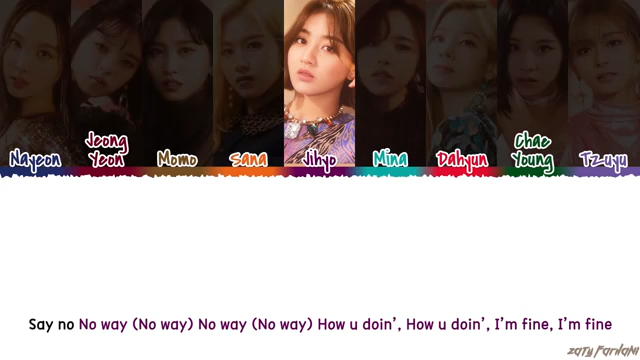 Nayeon
Jeong
Yeon
Momo
Sana
Jihyo
Mina
Dahyun
Chae
Young
Tzuyu
Say no No way (No way) No way (No way) How u doin', How u doin', I'm fine, I'm fine
ZATY FARHANI